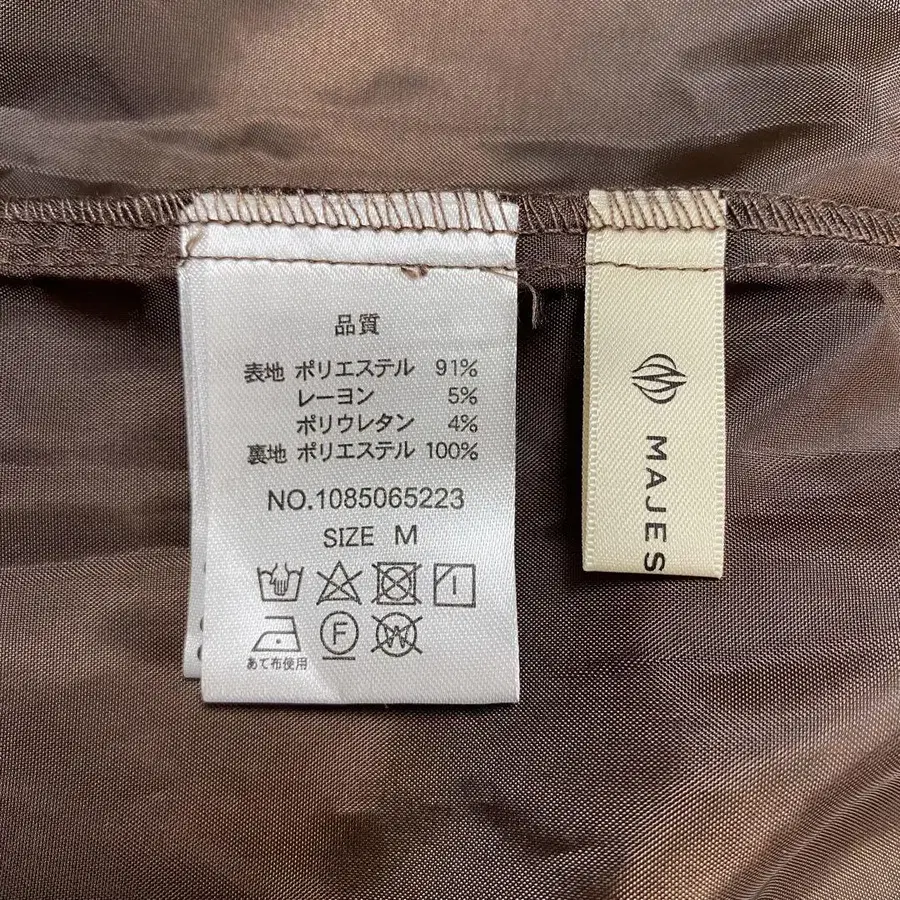 品質
表地 ポリエステル 91%
レーヨン 5%
ポリウレタン 4%
裏地 ポリエステル 100%
NO.1085065223
SIZE M
F
W
あて布使用
MAJES